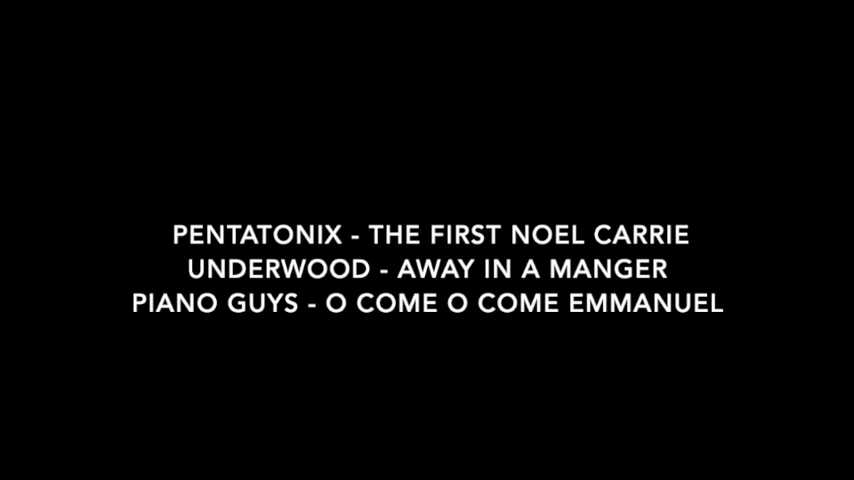 PENTATONIX - THE FIRST NOEL CARRIE
UNDERWOOD - AWAY IN A MANGER
PIANO GUYS - O COME O COME EMMANUEL